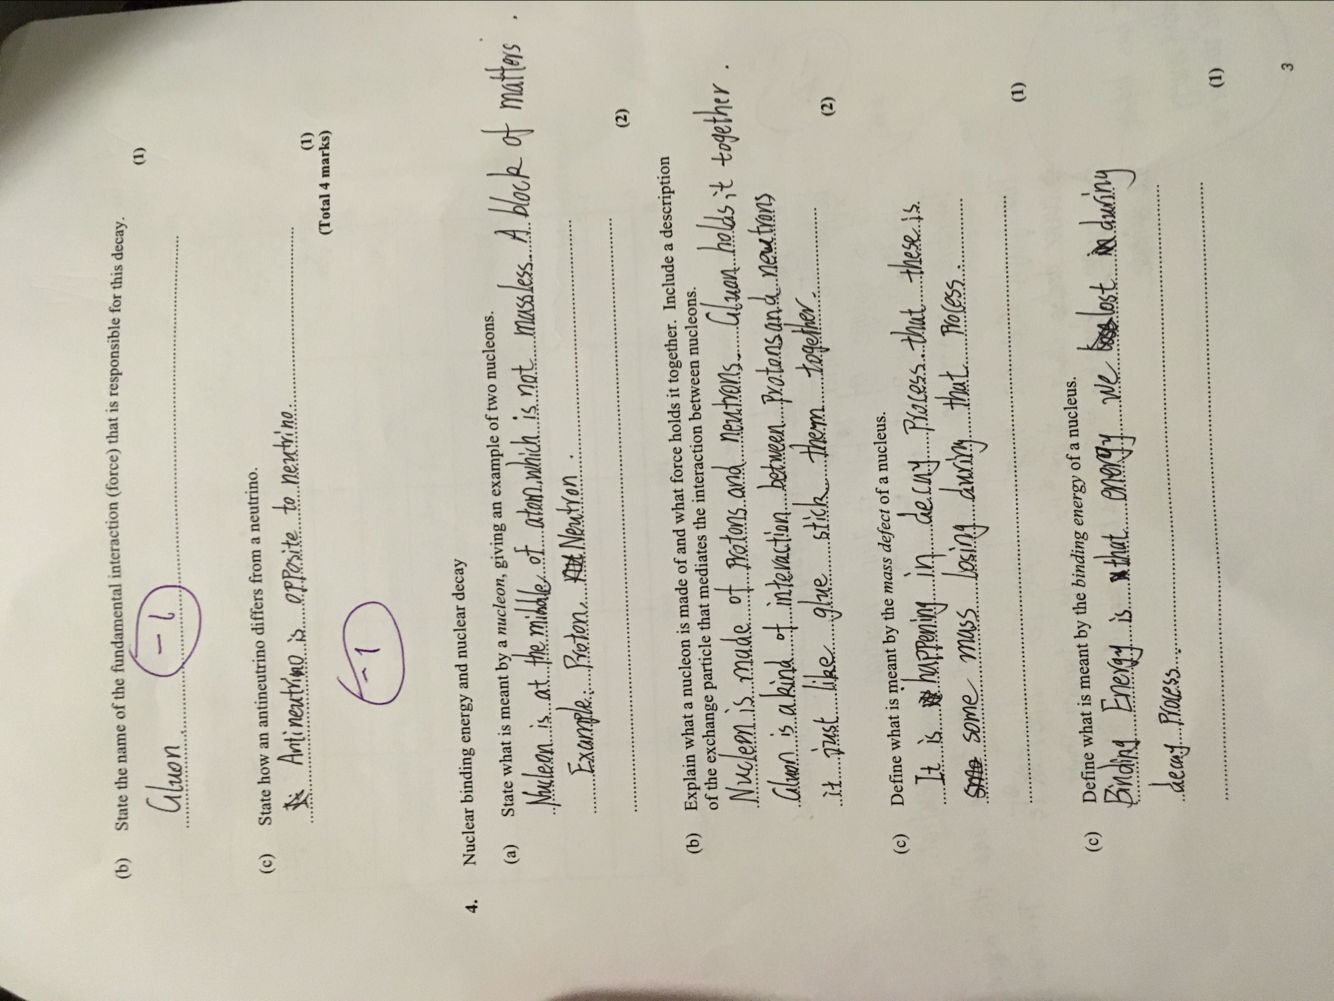 (b) State the name of the fundamental interaction (force) that is responsible for this decay.
(1)
Gluon.
-1
(c) State how an antineutrino differs from a neutrino.
Antineutrino is opposite to neutrino.
(1)
(Total 4 marks)
-1
4. Nuclear binding energy and nuclear decay
(a) State what is meant by a nucleon, giving an example of two nucleons.
Nucleon is at the middle of atom which is not massless. A block of matters.
Example: Proton, Neutron.
(2)
(b) Explain what a nucleon is made of and what force holds it together. Include a description
of the exchange particle that mediates the interaction between nucleons.
Nucleon is made of protons and neutrons. Gluon holds it together.
Gluon is a kind of interaction between protons and neutrons
it just like glue stick them together.
(2)
(c) Define what is meant by the mass defect of a nucleus.
It is happening in decay Process that these is
some mass losing during that Process.
(1)
(c) Define what is meant by the binding energy of a nucleus.
Binding Energy is that energy we lost during
decay Process.
(1)
3